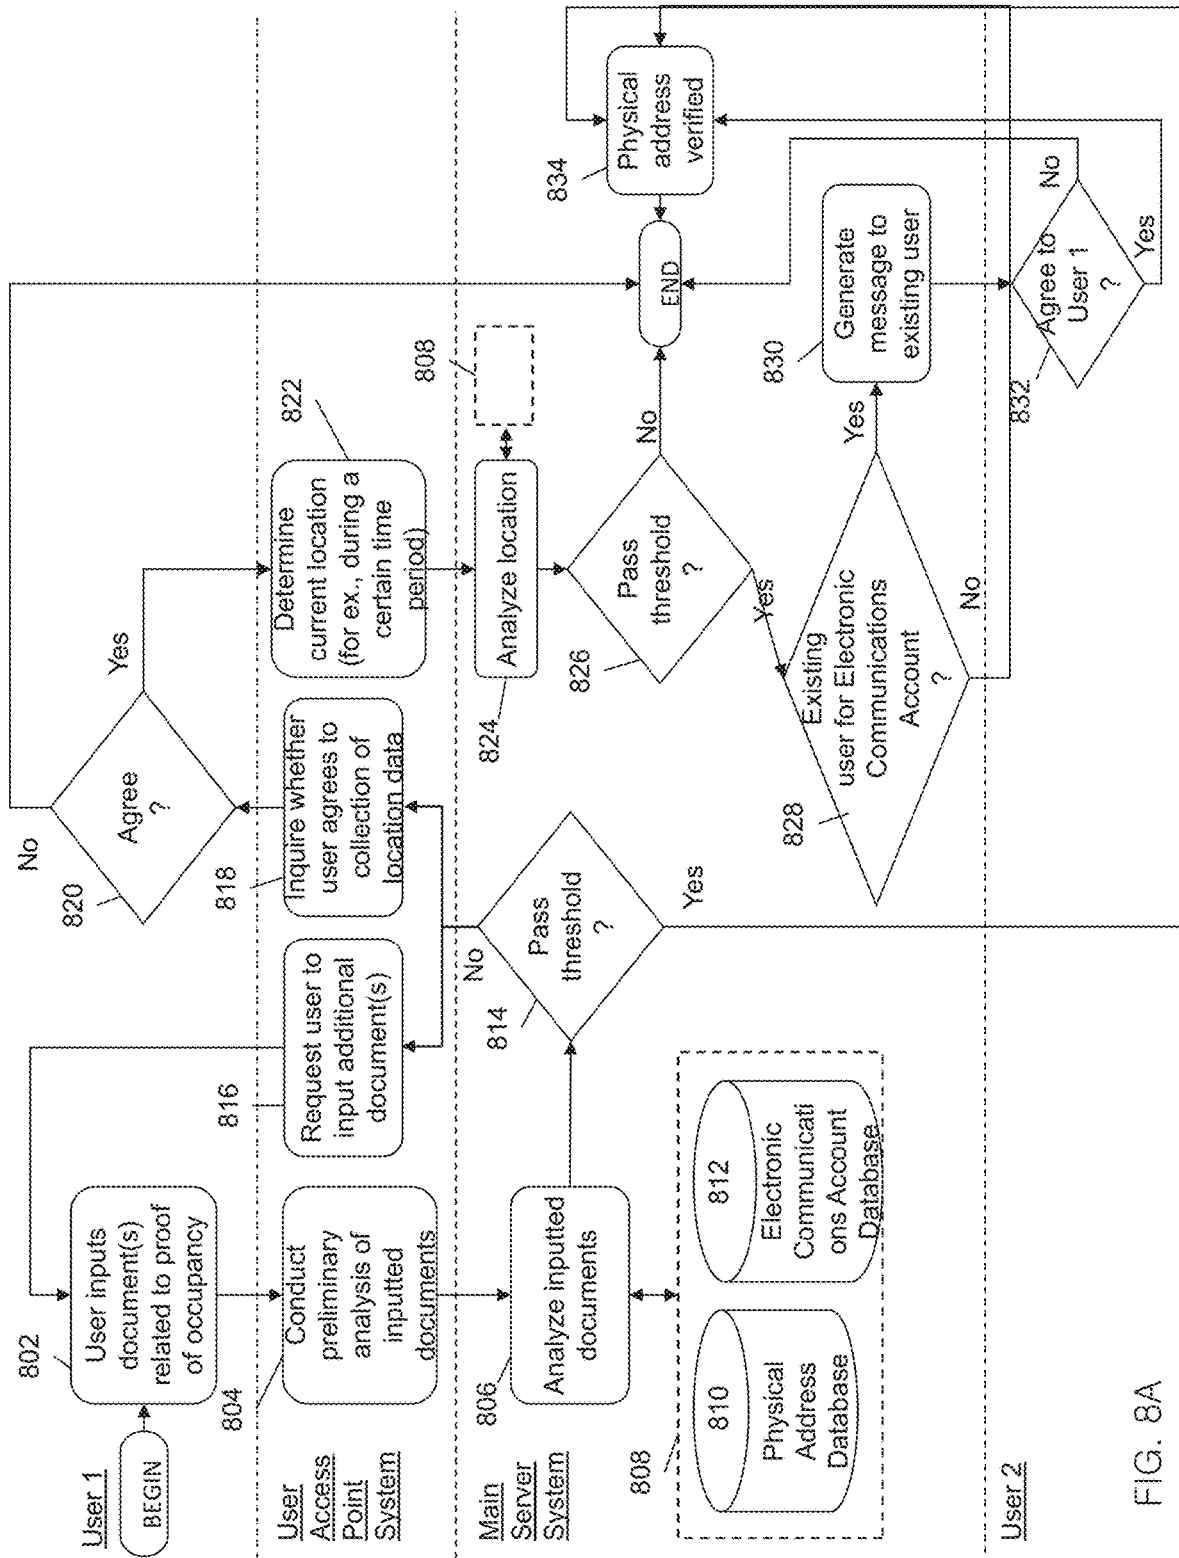 User 1
BEGIN
802
User inputs
document(s)
related to proof
of occupancy
820
Agree
?
No
Yes
User
Access
Point
System
804
Conduct
preliminary
analysis of
inputted
documents
816
Request user to
input additional
document(s)
818
Inquire whether
user agrees to
collection of
location data
822
Determine
current location
(for ex., during a
certain time
period)
Main
Server
System
806
Analyze inputted
documents
808
810
Physical
Address
Database
812
Electronic
Communicati
ons Account
Database
814
Pass
threshold
?
No
Yes
824
Analyze location
808
826
Pass
threshold
?
No
Yes
828
Existing
user for Electronic
Communications
Account
?
Yes
No
830
Generate
message to
existing user
END
834
Physical
address
verified
User 2
832
Agree to
User 1
?
No
Yes
FIG. 8A